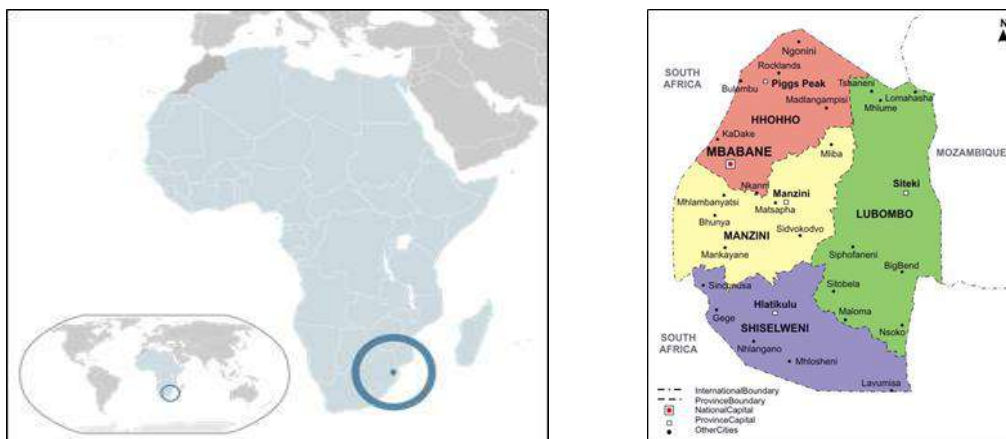 N
Ngonini
Rocklands
SOUTH
AFRICA
Piggs Peak
Tshaneni
Bulembu
Lomahasha
Mhlume
Madlangampisi
HHOHHO
KaDake
MBABANE
Mliba
MOZAMBIQUE
Nkanni
Manzini
Siteki
Mhlambanyatsi
Matsapha
LUBOMBO
Bhunya
MANZINI
Sidvokodvo
Mankayane
Siphofaneni
BigBend
Sitobela
Hlatikulu
Gege
Maloma
SHISELWENI
Nsoko
SOUTH
AFRICA
Nhlangano
Mhlosheni
Lavumisa
InternationalBoundary
ProvinceBoundary
NationalCapital
ProvinceCapital
OtherCities